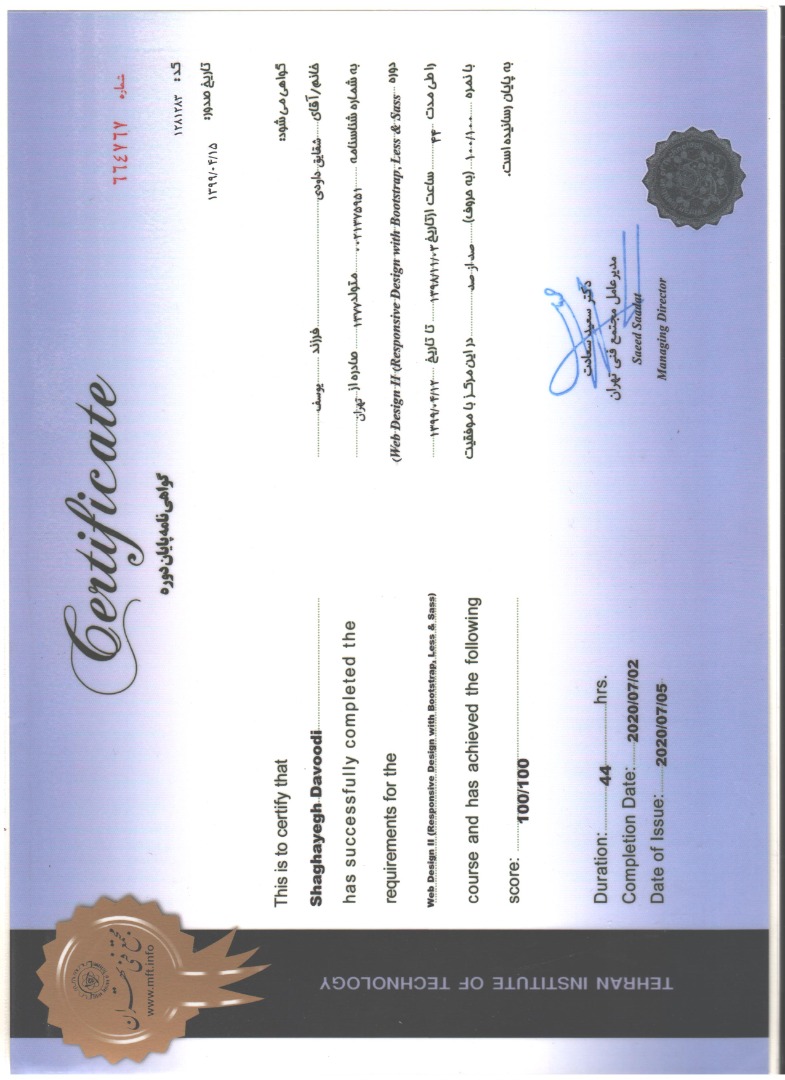 مجتمع فنی تهران
www.mft.info
TEHRAN INSTITUTE OF TECHNOLOGY
Certificate
گواهی نامه پایان دوره
شماره ۶۶٤۷۶۷
کد: ۱۲۸۱۲۸۳
تاریخ صدور: ۱۳۹۹/۰۴/۱۵
This is to certify that
Shaghayegh Davoodi
has successfully completed the
requirements for the
Web Design II (Responsive Design with Bootstrap, Less & Sass)
course and has achieved the following
score: 100/100
Duration: 44 hrs.
Completion Date: 2020/07/02
Date of Issue: 2020/07/05
گواهی می شود:
خانم/آقای شقایق داودی فرزند یوسف
به شماره شناسنامه ۰۰۲۱۳۷۵۹۵۱ متولد ۱۳۷۷ صادره از تهران
دوره Web Design II (Responsive Design with Bootstrap, Less & Sass)
را طی مدت ۴۴ ساعت از تاریخ ۱۳۹۸/۱۱/۰۳ تا تاریخ ۱۳۹۹/۰۴/۱۲
با نمره ۱۰۰/۱۰۰ (به حروف) صد از صد در این مرکز با موفقیت
به پایان رسانیده است.
دکتر سعید سعادت
مدیرعامل مجتمع فنی تهران
Saeed Saadat
Managing Director